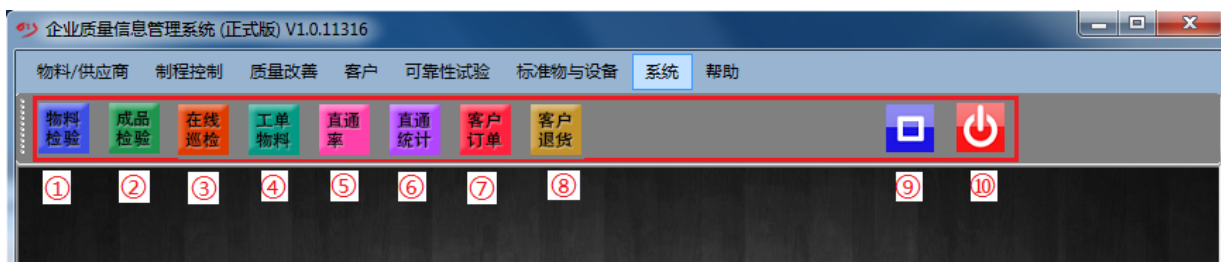 企业质量信息管理系统 (正式版) V1.0.11316
物料/供应商 制程控制 质量改善 客户 可靠性试验 标准物与设备 系统 帮助
物料检验 成品检验 在线巡检 工单物料 直通率 直通统计 客户订单 客户退货
① ② ③ ④ ⑤ ⑥ ⑦ ⑧ ⑨ ⑩